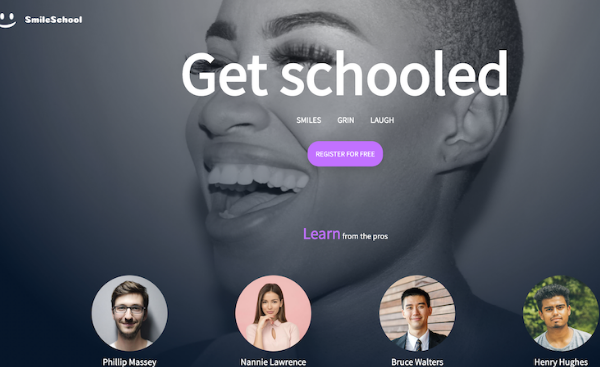 SmileSchool
Get schooled
SMILES GRIN LAUGH
REGISTER FOR FREE
Learn from the pros
Phillip Massey Nannie Lawrence Bruce Walters Henry Hughes